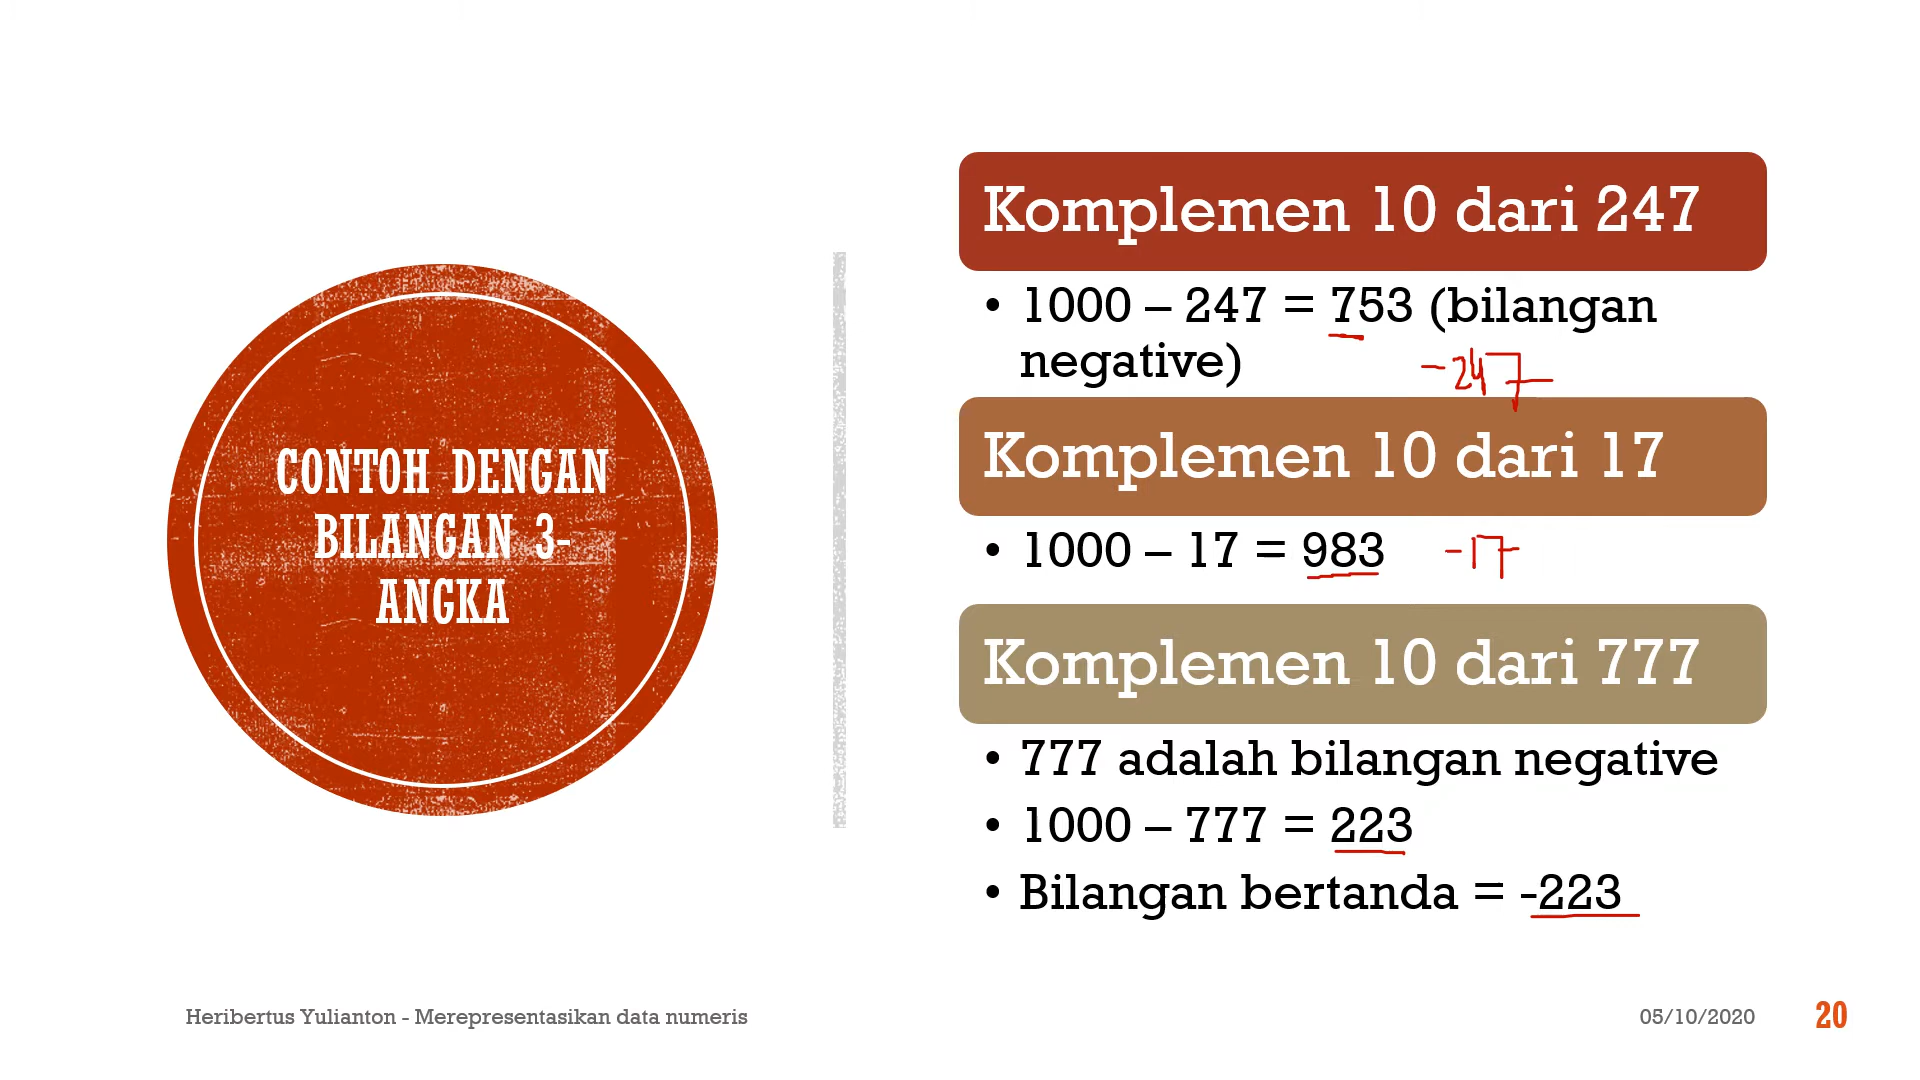 CONTOH DENGAN
BILANGAN 3-
ANGKA
Komplemen 10 dari 247
• 1000 – 247 = 753 (bilangan
negative)
-247
Komplemen 10 dari 17
• 1000 – 17 = 983
-17
Komplemen 10 dari 777
• 777 adalah bilangan negative
• 1000 – 777 = 223
• Bilangan bertanda = -223
Heribertus Yulianton - Merepresentasikan data numeris
05/10/2020
20